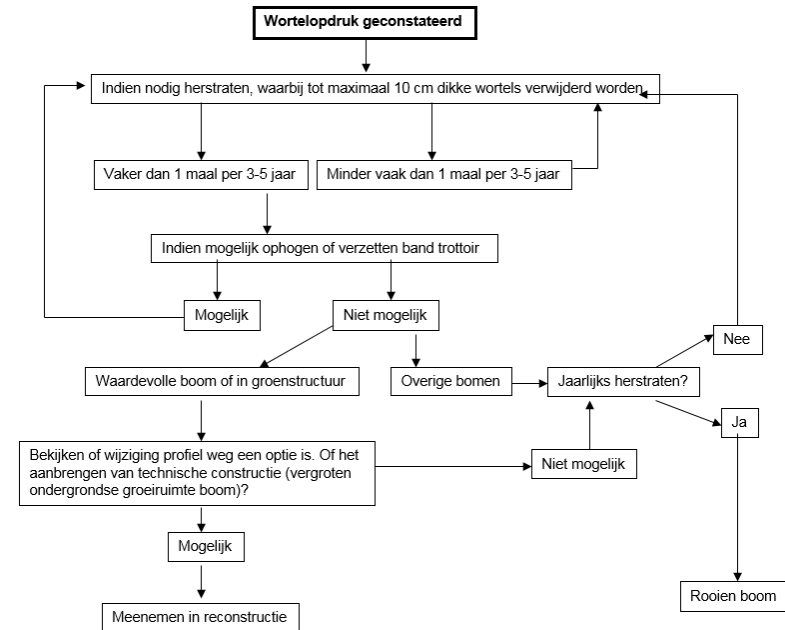 Wortelopdruk geconstateerd
Indien nodig herstraten, waarbij tot maximaal 10 cm dikke wortels verwijderd worden
Vaker dan 1 maal per 3-5 jaar
Minder vaak dan 1 maal per 3-5 jaar
Indien mogelijk ophogen of verzetten band trottoir
Mogelijk
Niet mogelijk
Nee
Waardevolle boom of in groenstructuur
Overige bomen
Jaarlijks herstraten?
Ja
Bekijken of wijziging profiel weg een optie is. Of het
aanbrengen van technische constructie (vergroten
ondergrondse groeiruimte boom)?
Niet mogelijk
Mogelijk
Rooien boom
Meenemen in reconstructie